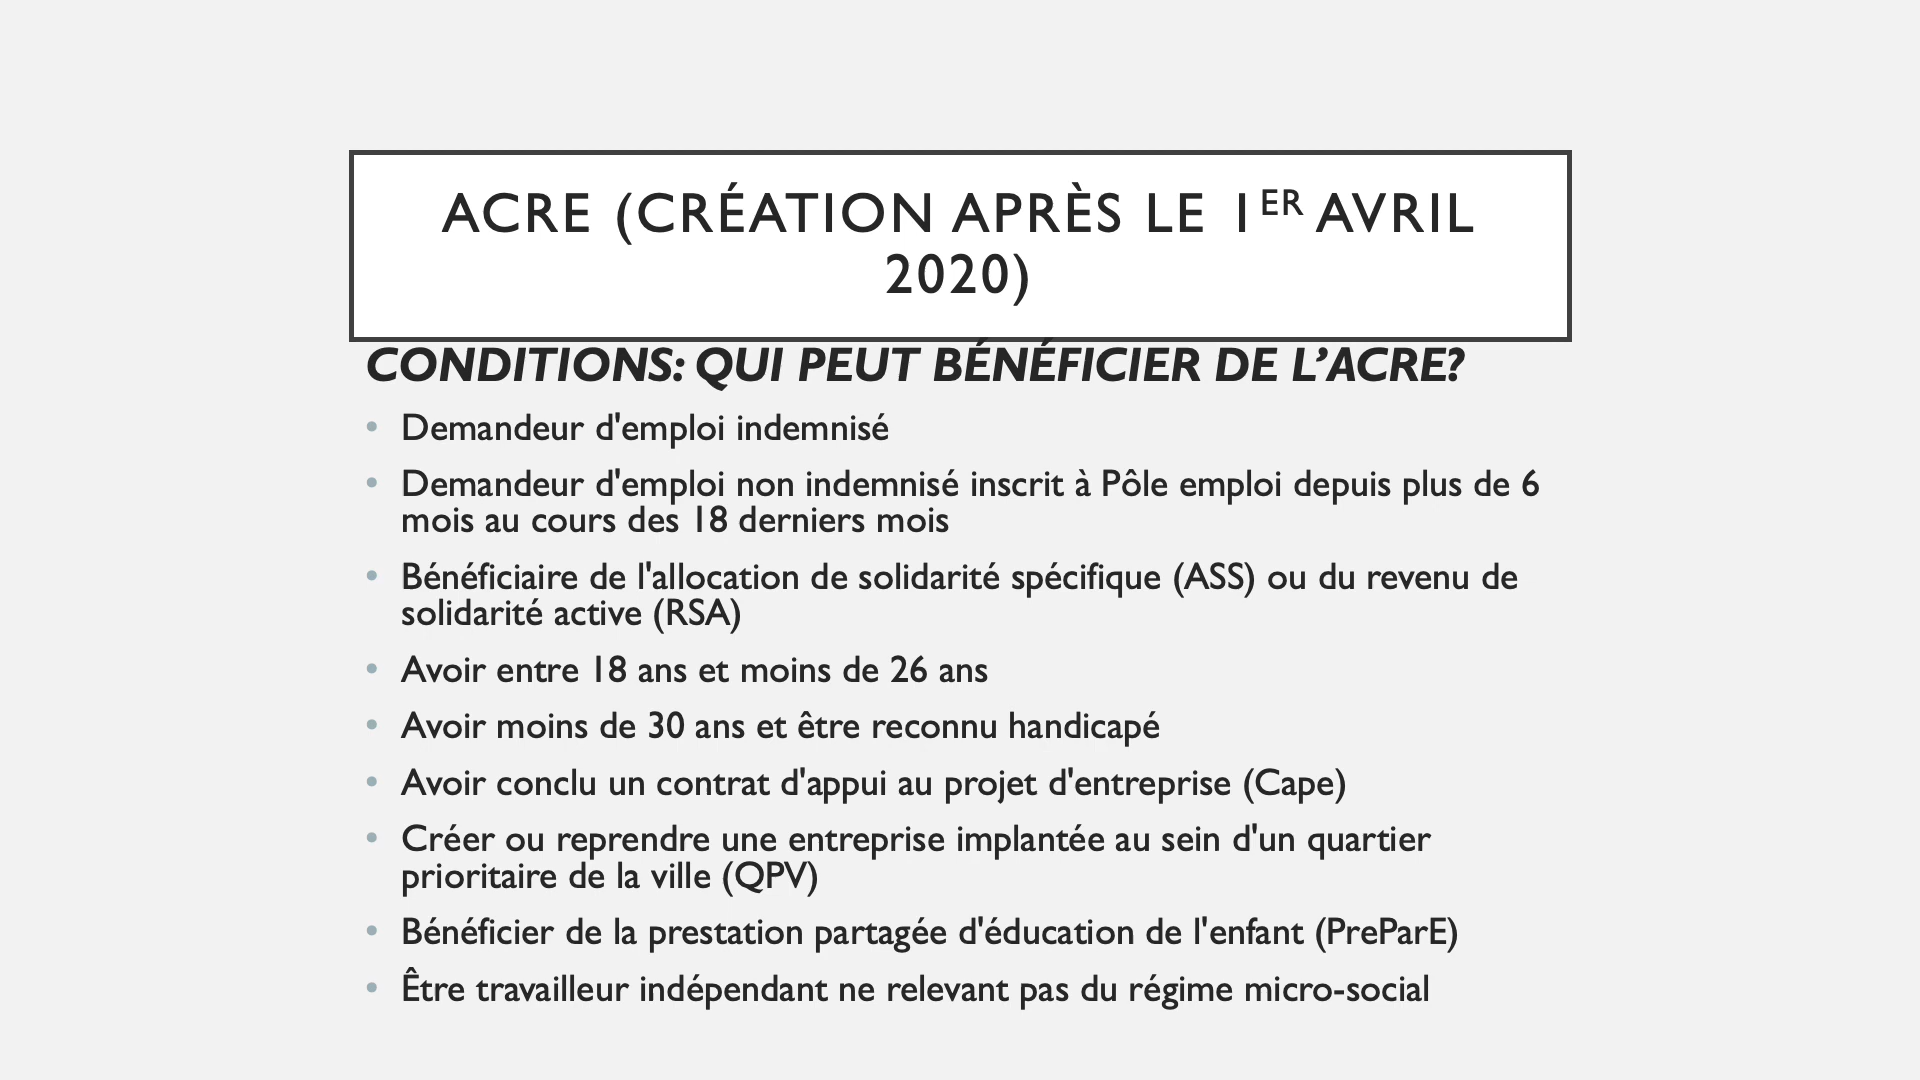 ACRE (CRÉATION APRÈS LE 1ER AVRIL
2020)
CONDITIONS: QUI PEUT BÉNÉFICIER DE L’ACRE?
• Demandeur d'emploi indemnisé
• Demandeur d'emploi non indemnisé inscrit à Pôle emploi depuis plus de 6
mois au cours des 18 derniers mois
• Bénéficiaire de l'allocation de solidarité spécifique (ASS) ou du revenu de
solidarité active (RSA)
• Avoir entre 18 ans et moins de 26 ans
• Avoir moins de 30 ans et être reconnu handicapé
• Avoir conclu un contrat d'appui au projet d'entreprise (Cape)
• Créer ou reprendre une entreprise implantée au sein d'un quartier
prioritaire de la ville (QPV)
• Bénéficier de la prestation partagée d'éducation de l'enfant (PreParE)
• Être travailleur indépendant ne relevant pas du régime micro-social